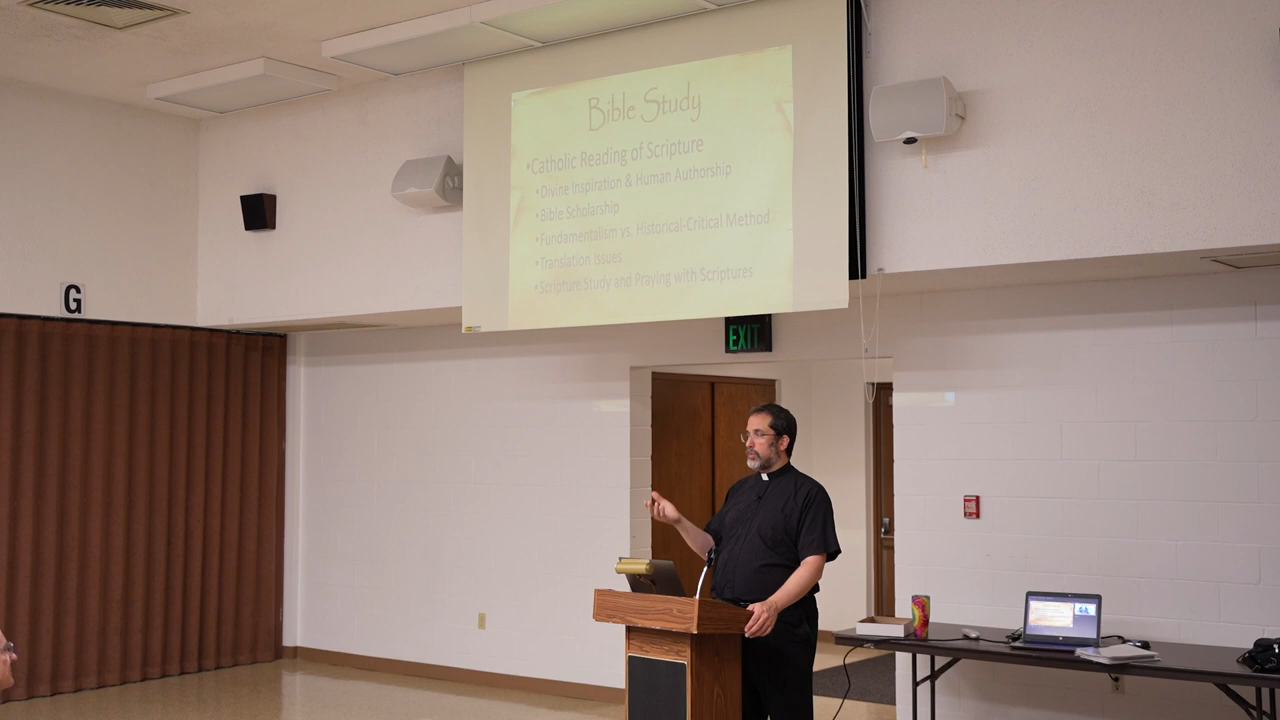 Bible Study
•Catholic Reading of Scripture
•Divine Inspiration & Human Authorship
•Bible Scholarship
•Fundamentalism vs. Historical-Critical Method
•Translation Issues
•Scripture Study and Praying with Scriptures
G
EXIT